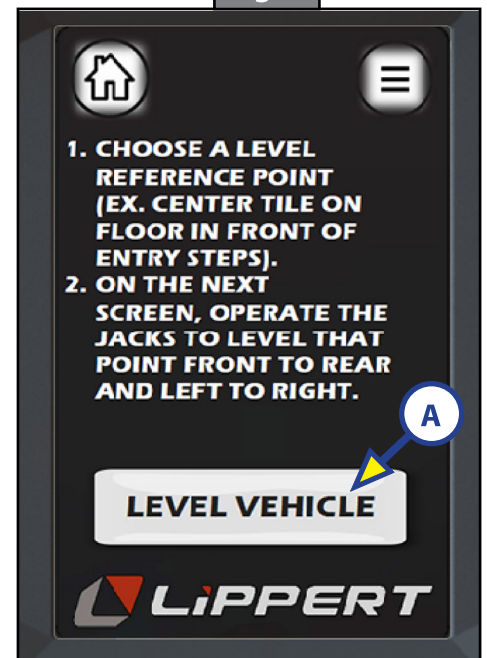 1. CHOOSE A LEVEL
REFERENCE POINT
(EX. CENTER TILE ON
FLOOR IN FRONT OF
ENTRY STEPS).
2. ON THE NEXT
SCREEN, OPERATE THE
JACKS TO LEVEL THAT
POINT FRONT TO REAR
AND LEFT TO RIGHT.
A
LEVEL VEHICLE
LiPPERT